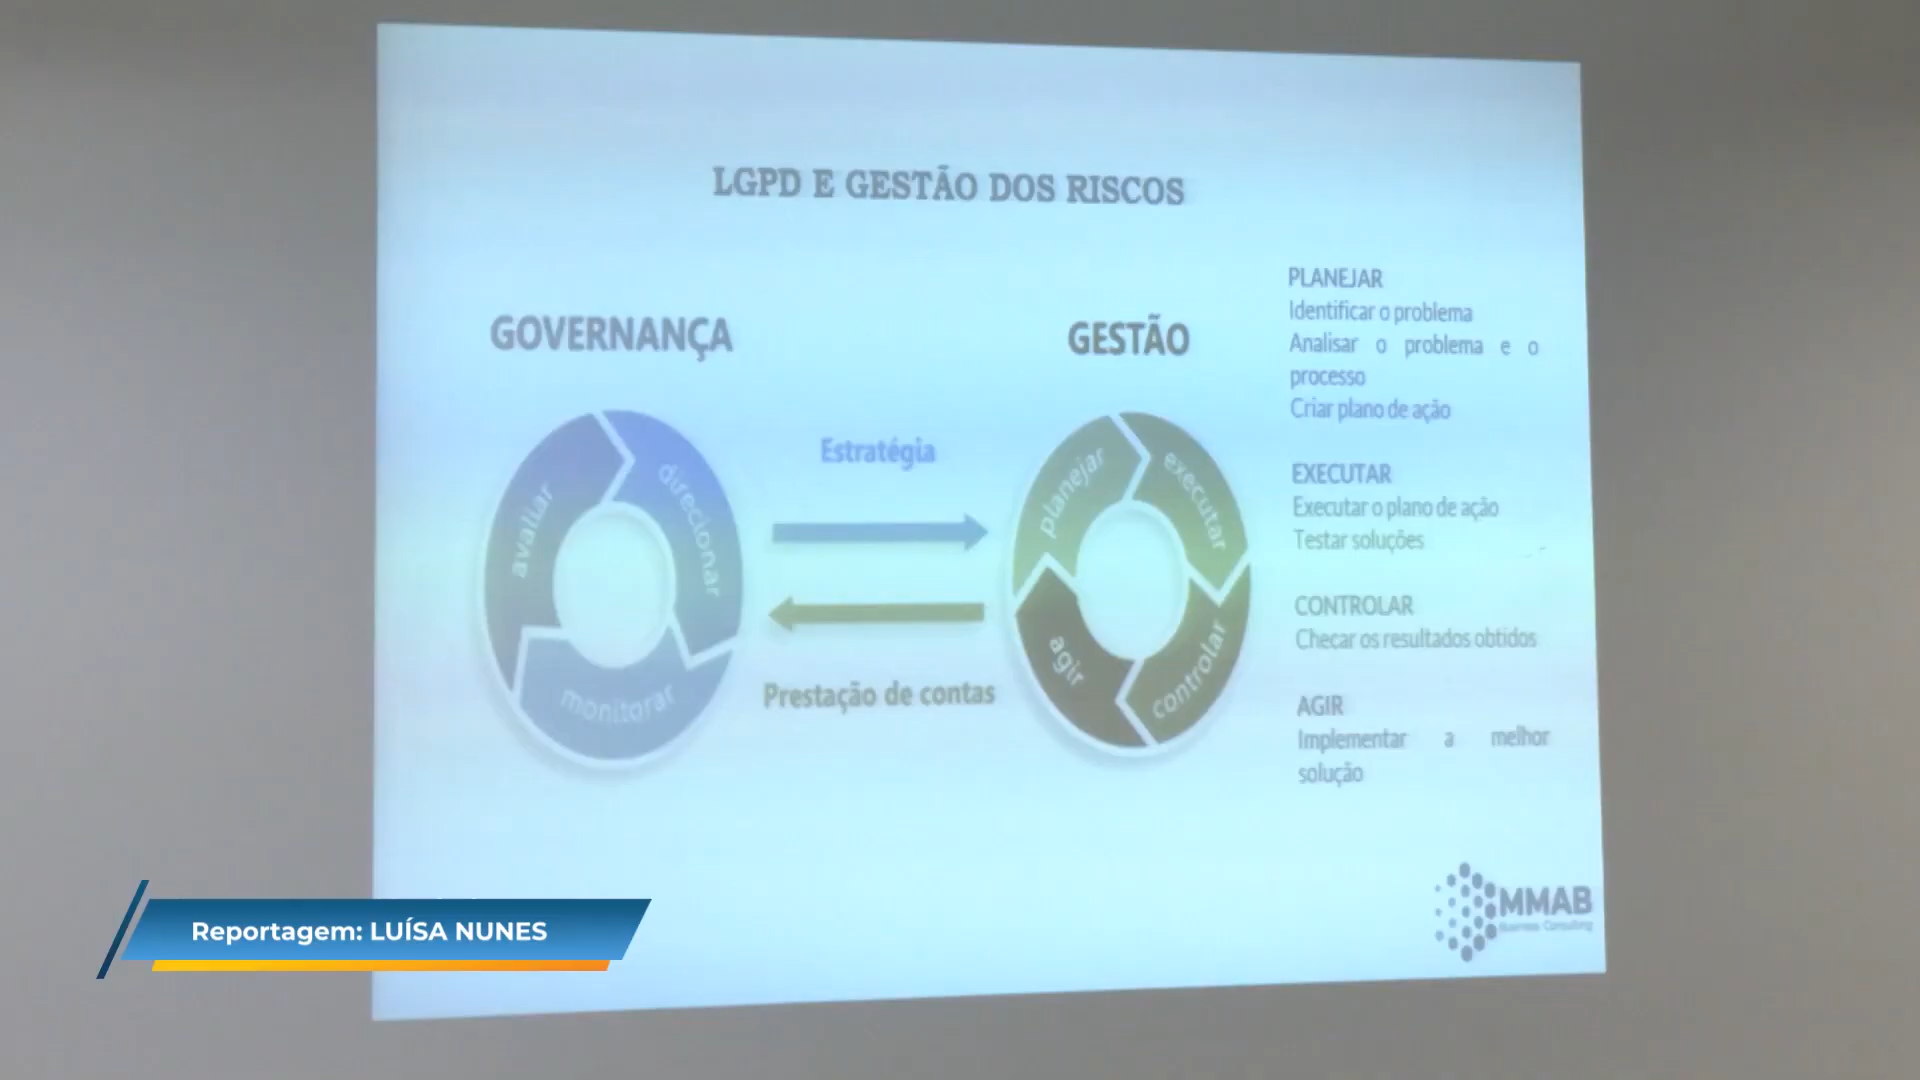 LGPD E GESTÃO DOS RISCOS
GOVERNANÇA
avaliar
direcionar
monitorar
Estratégia
Prestação de contas
GESTÃO
planejar
executar
controlar
agir
PLANEJAR
Identificar o problema
Analisar o problema e o
processo
Criar plano de ação
EXECUTAR
Executar o plano de ação
Testar soluções
CONTROLAR
Checar os resultados obtidos
AGIR
Implementar a melhor
solução
MMAB
Business Consulting
Reportagem: LUÍSA NUNES